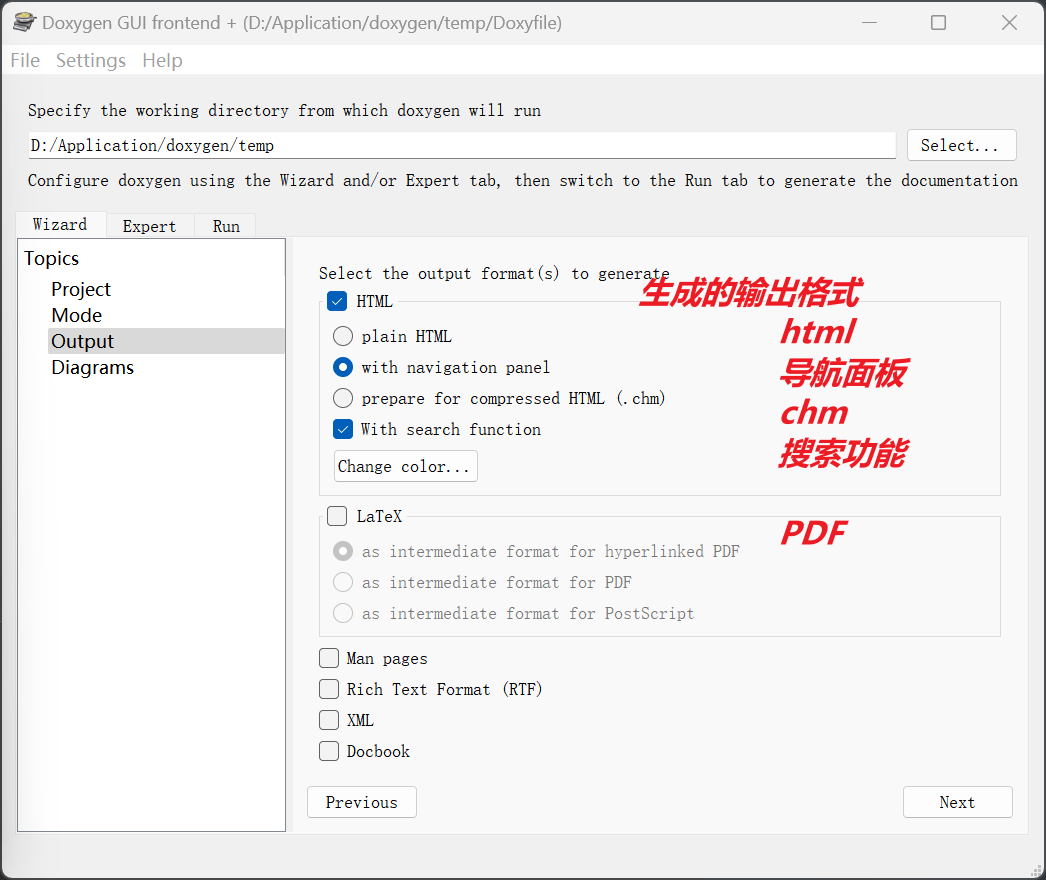 Doxygen GUI frontend + (D:/Application/doxygen/temp/Doxyfile)
File Settings Help
Specify the working directory from which doxygen will run
D:/Application/doxygen/temp
Select...
Configure doxygen using the Wizard and/or Expert tab, then switch to the Run tab to generate the documentation
Wizard Expert Run
Topics
Project
Mode
Output
Diagrams
Select the output format(s) to generate
生成的输出格式
HTML
html
plain HTML
with navigation panel
导航面板
prepare for compressed HTML (.chm)
chm
With search function
搜索功能
Change color...
LaTeX
PDF
as intermediate format for hyperlinked PDF
as intermediate format for PDF
as intermediate format for PostScript
Man pages
Rich Text Format (RTF)
XML
Docbook
Previous
Next